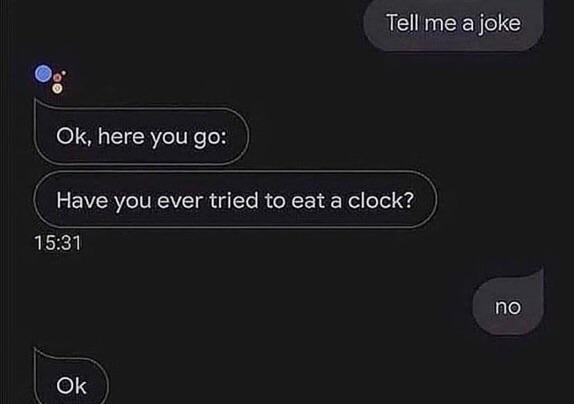 Tell me a joke
Ok, here you go:
Have you ever tried to eat a clock?
15:31
no
Ok